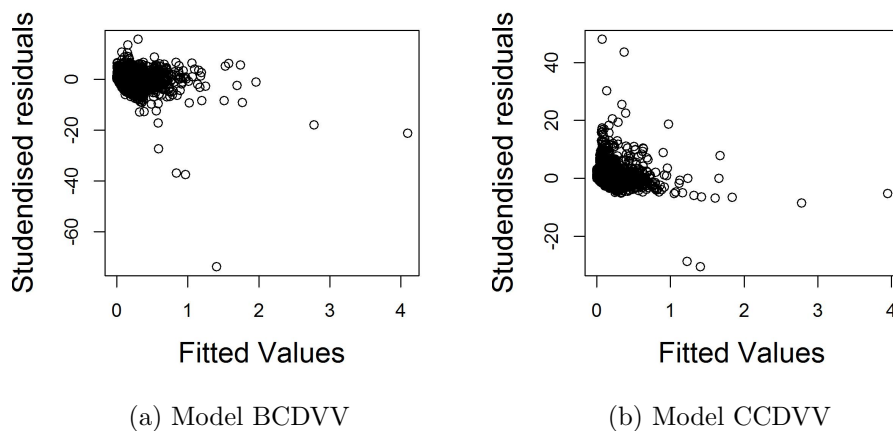 Studendised residuals
0
-20
-40
-60
0 1 2 3 4
Fitted Values
(a) Model BCDVV
Studendised residuals
40
20
0
-20
0 1 2 3 4
Fitted Values
(b) Model CCDVV